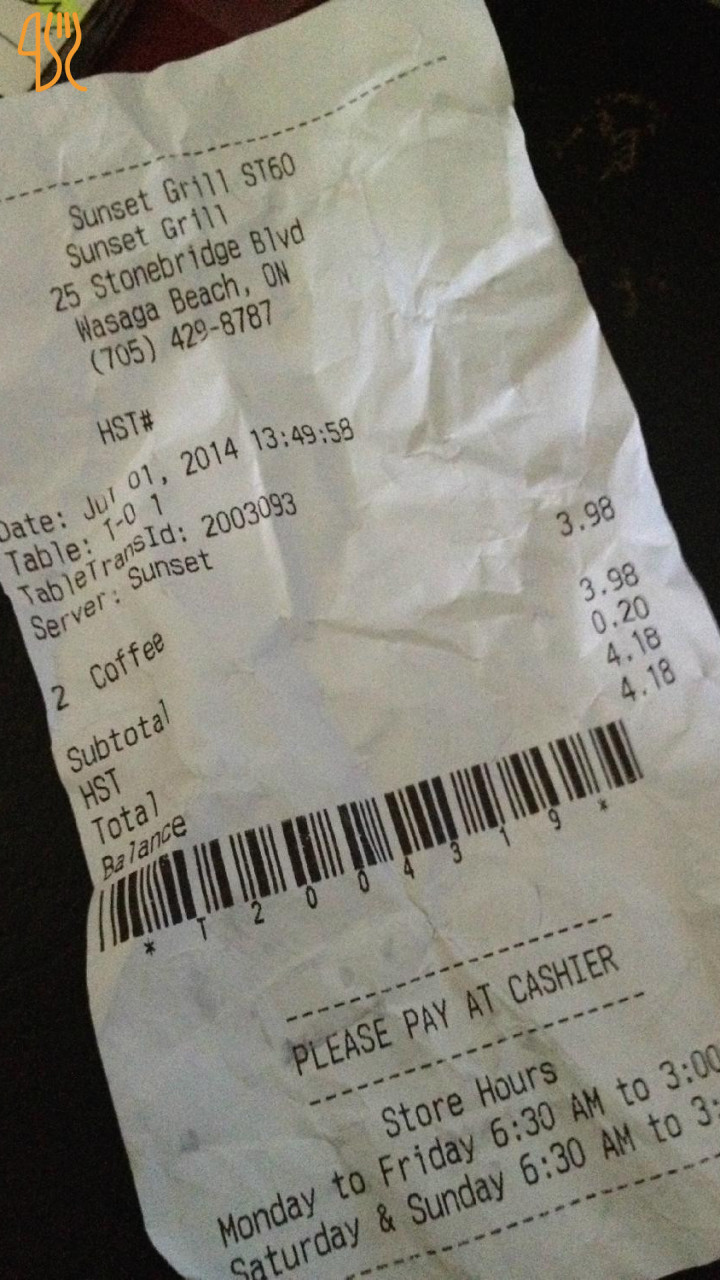 Sunset Grill ST60
Sunset Grill
25 Stonebridge Blvd
Wasaga Beach, ON
(705) 429-8787
HST#
Date: Jul 01, 2014 13:49:58
Table: T-0 1
TableTransId: 2003093
Server: Sunset
2 Coffee 3.98
Subtotal 3.98
HST 0.20
Total 4.18
Balance 4.18
* T 2 0 0 4 3 1 9 *
PLEASE PAY AT CASHIER
Store Hours
Monday to Friday 6:30 AM to 3:00
Saturday & Sunday 6:30 AM to 3: